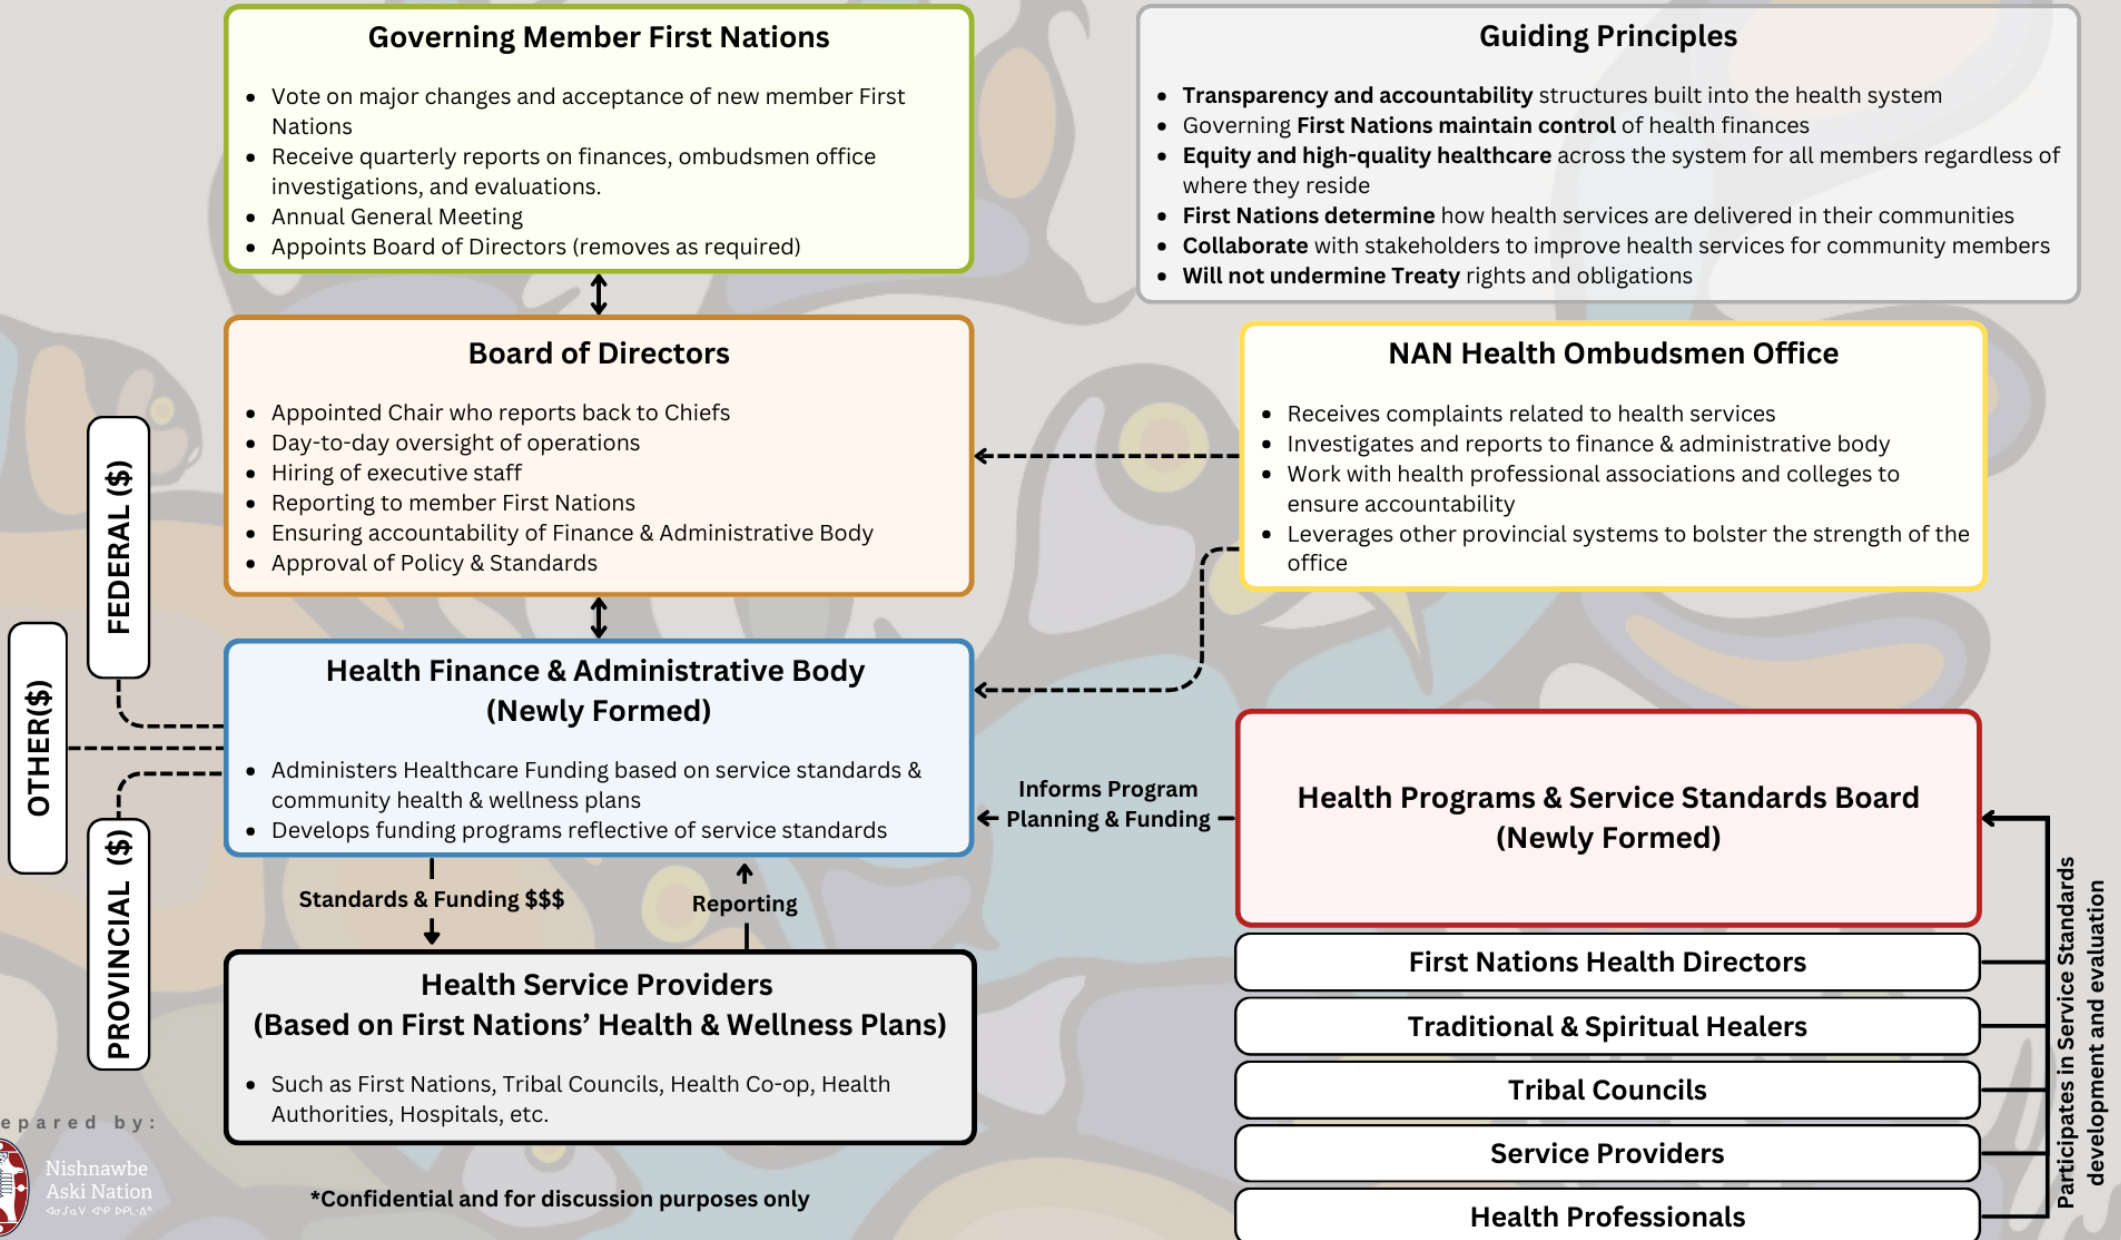 Governing Member First Nations
• Vote on major changes and acceptance of new member First
Nations
• Receive quarterly reports on finances, ombudsmen office
investigations, and evaluations.
• Annual General Meeting
• Appoints Board of Directors (removes as required)
Guiding Principles
• Transparency and accountability structures built into the health system
• Governing First Nations maintain control of health finances
• Equity and high-quality healthcare across the system for all members regardless of
where they reside
• First Nations determine how health services are delivered in their communities
• Collaborate with stakeholders to improve health services for community members
• Will not undermine Treaty rights and obligations
Board of Directors
• Appointed Chair who reports back to Chiefs
• Day-to-day oversight of operations
• Hiring of executive staff
• Reporting to member First Nations
• Ensuring accountability of Finance & Administrative Body
• Approval of Policy & Standards
NAN Health Ombudsmen Office
• Receives complaints related to health services
• Investigates and reports to finance & administrative body
• Work with health professional associations and colleges to
ensure accountability
• Leverages other provincial systems to bolster the strength of the
office
FEDERAL ($)
OTHER($)
PROVINCIAL ($)
Health Finance & Administrative Body
(Newly Formed)
• Administers Healthcare Funding based on service standards &
community health & wellness plans
• Develops funding programs reflective of service standards
Informs Program
Planning & Funding
Health Programs & Service Standards Board
(Newly Formed)
Standards & Funding $$$
Reporting
Health Service Providers
(Based on First Nations’ Health & Wellness Plans)
• Such as First Nations, Tribal Councils, Health Co-op, Health
Authorities, Hospitals, etc.
First Nations Health Directors
Traditional & Spiritual Healers
Tribal Councils
Service Providers
Health Professionals
Participates in Service Standards
development and evaluation
epared by:
Nishnawbe
Aski Nation
*Confidential and for discussion purposes only